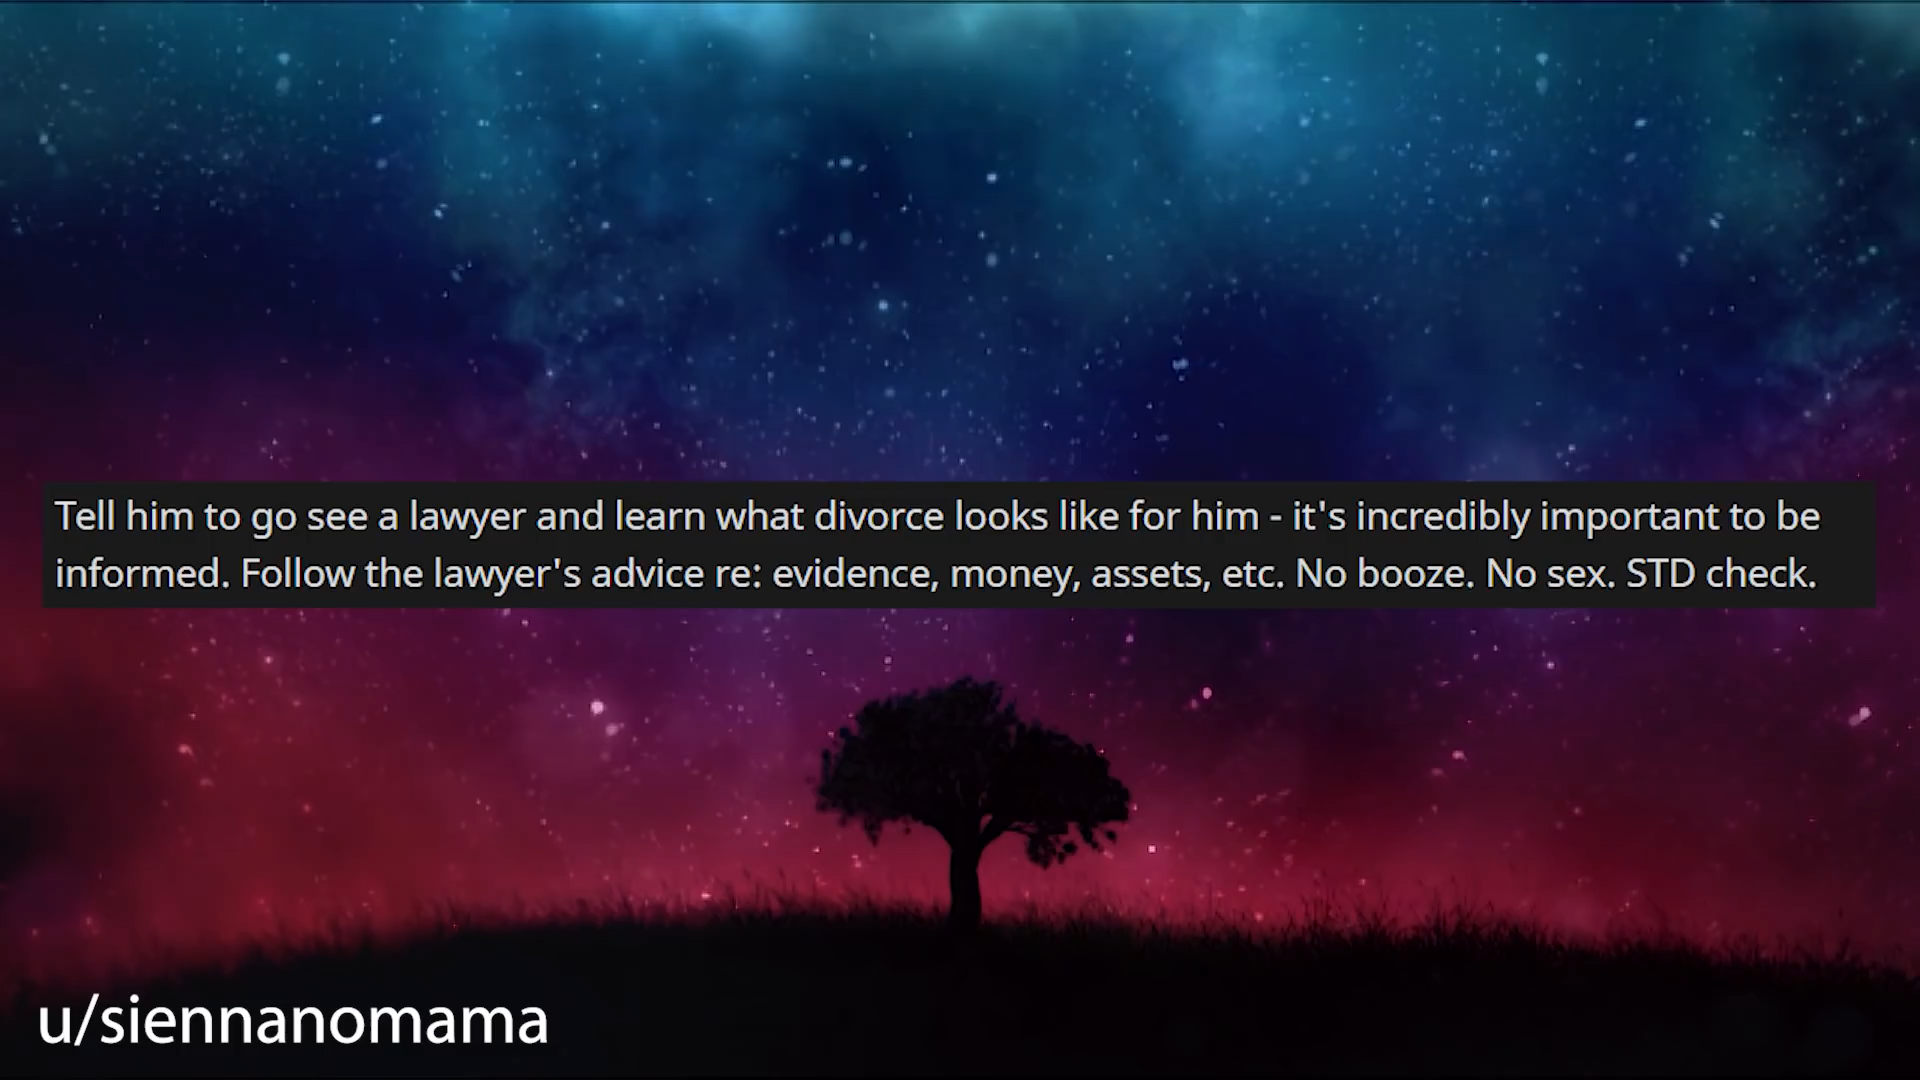 Tell him to go see a lawyer and learn what divorce looks like for him - it's incredibly important to be
informed. Follow the lawyer's advice re: evidence, money, assets, etc. No booze. No sex. STD check.
u/siennanomama